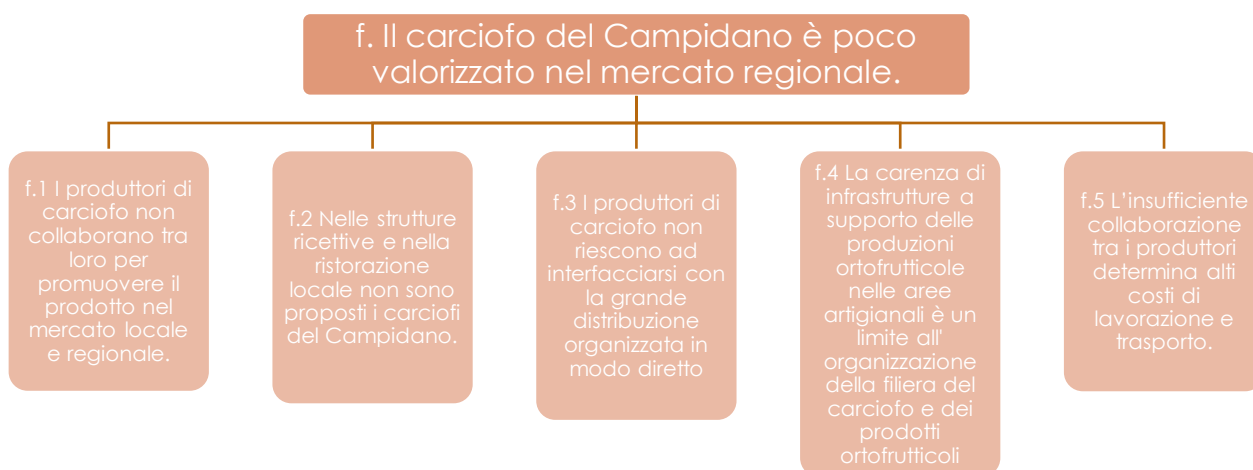 f. Il carciofo del Campidano è poco
valorizzato nel mercato regionale.
f.1 I produttori di
carciofo non
collaborano tra
loro per
promuovere il
prodotto nel
mercato locale
e regionale.
f.2 Nelle strutture
ricettive e nella
ristorazione
locale non sono
proposti i carciofi
del Campidano.
f.3 I produttori di
carciofo non
riescono ad
interfacciarsi con
la grande
distribuzione
organizzata in
modo diretto
f.4 La carenza di
infrastrutture a
supporto delle
produzioni
ortofrutticole
nelle aree
artigianali è un
limite all'
organizzazione
della filiera del
carciofo e dei
prodotti
ortofrutticoli
f.5 L’insufficiente
collaborazione
tra i produttori
determina alti
costi di
lavorazione e
trasporto.